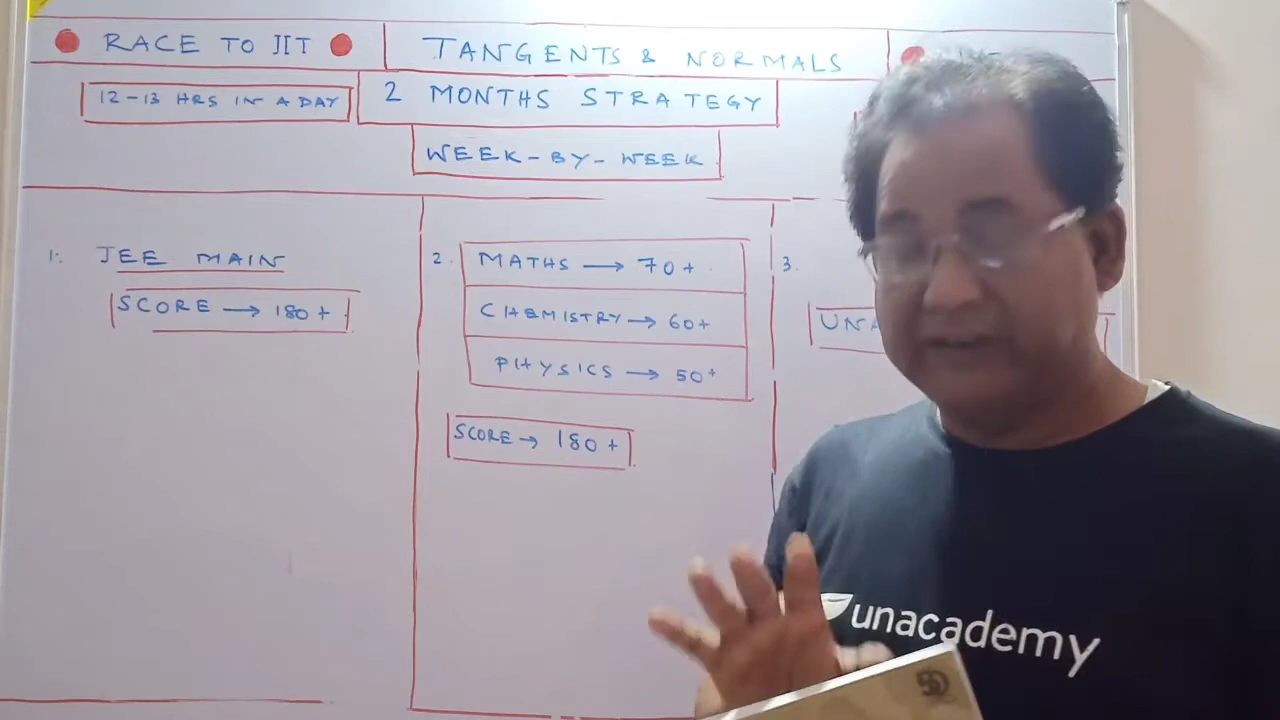 RACE TO IIT
TANGENTS & NORMALS
12-13 HRS IN A DAY
2 MONTHS STRATEGY
WEEK-BY-WEEK
1. JEE MAIN
SCORE → 180+
2.
MATHS → 70+
CHEMISTRY → 60+
PHYSICS → 50+
SCORE → 180+
3.
unacademy